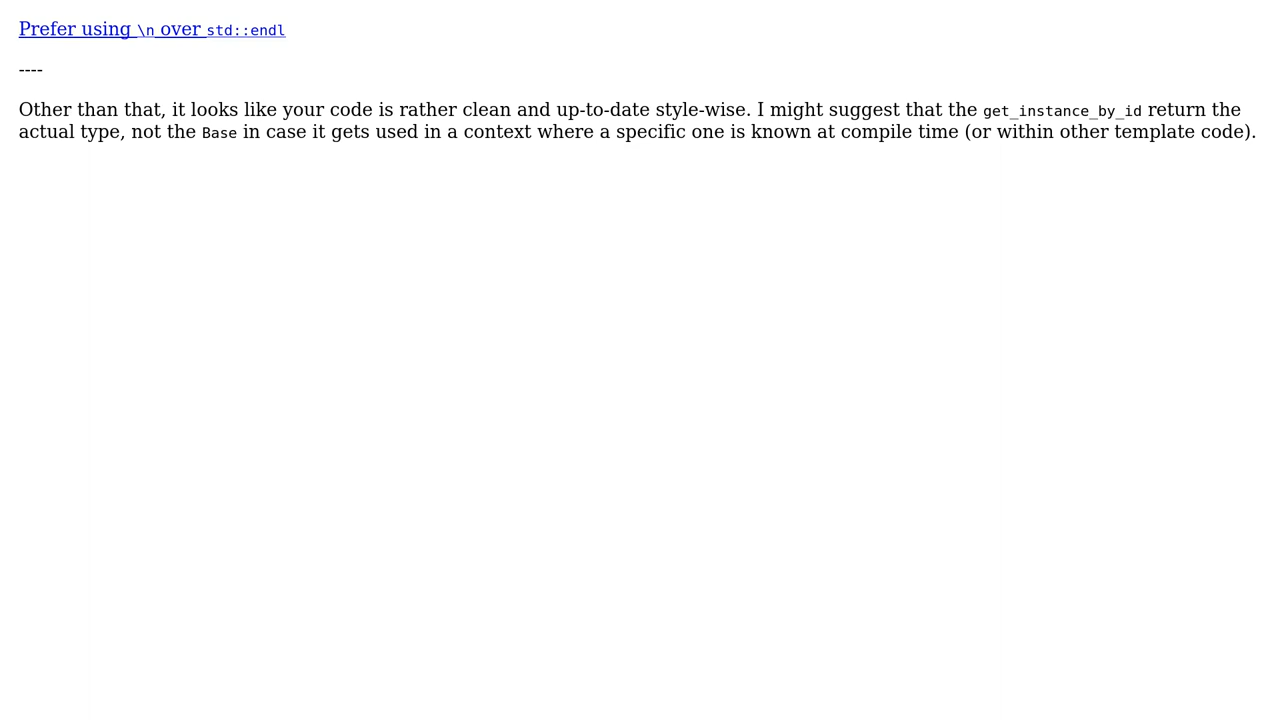 Prefer using \n over std::endl
----
Other than that, it looks like your code is rather clean and up-to-date style-wise. I might suggest that the get_instance_by_id return the
actual type, not the Base in case it gets used in a context where a specific one is known at compile time (or within other template code).